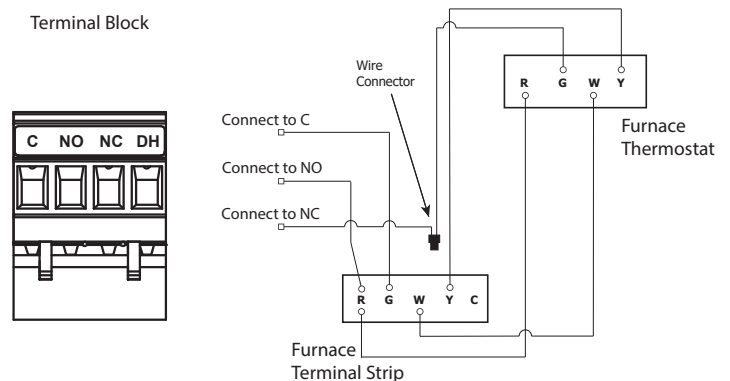 Terminal Block
C NO NC DH
Wire
Connector
Connect to C
Connect to NO
Connect to NC
R G W Y
Furnace
Thermostat
R G W Y C
Furnace
Terminal Strip